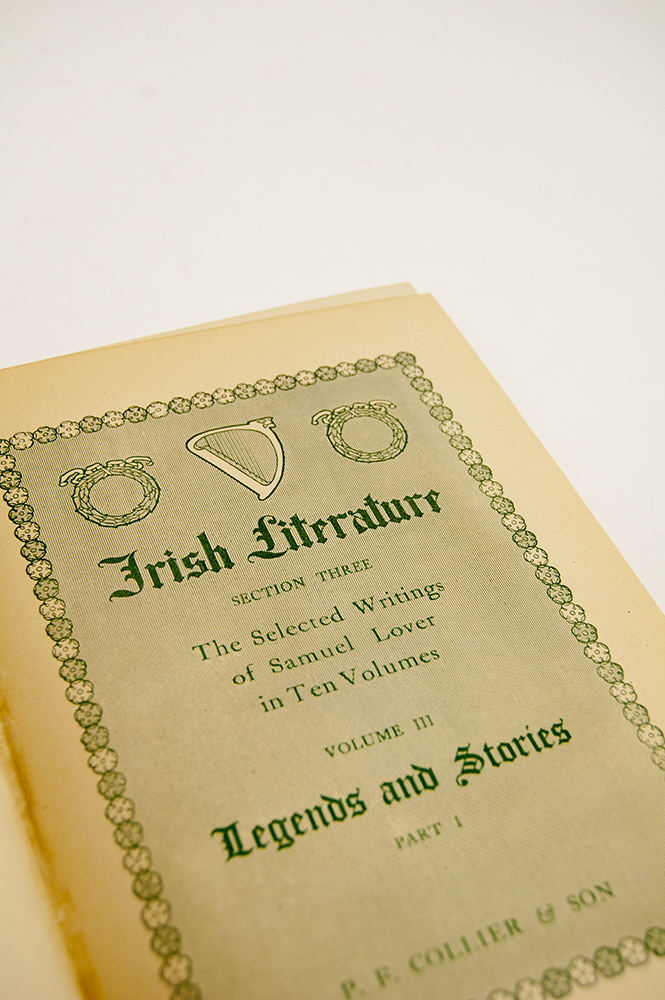 Irish Literature
SECTION THREE
The Selected Writings
of Samuel Lover
in Ten Volumes
VOLUME III
Legends and Stories
PART I
P. F. COLLIER & SON